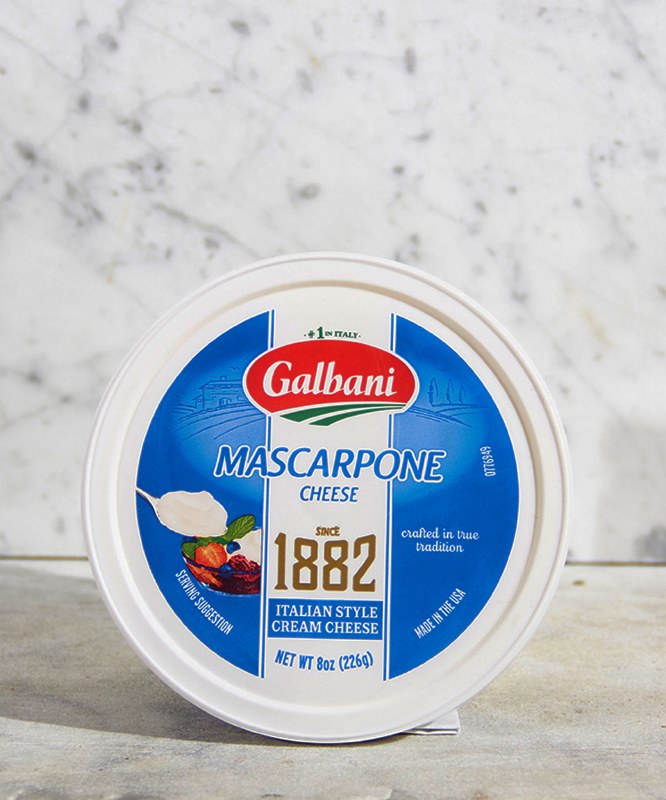 #1 IN ITALY
Galbani
MASCARPONE
CHEESE
SINCE
1882
ITALIAN STYLE
CREAM CHEESE
NET WT 8oz (226g)
crafted in true
tradition
MADE IN THE USA
SERVING SUGGESTION
0776949